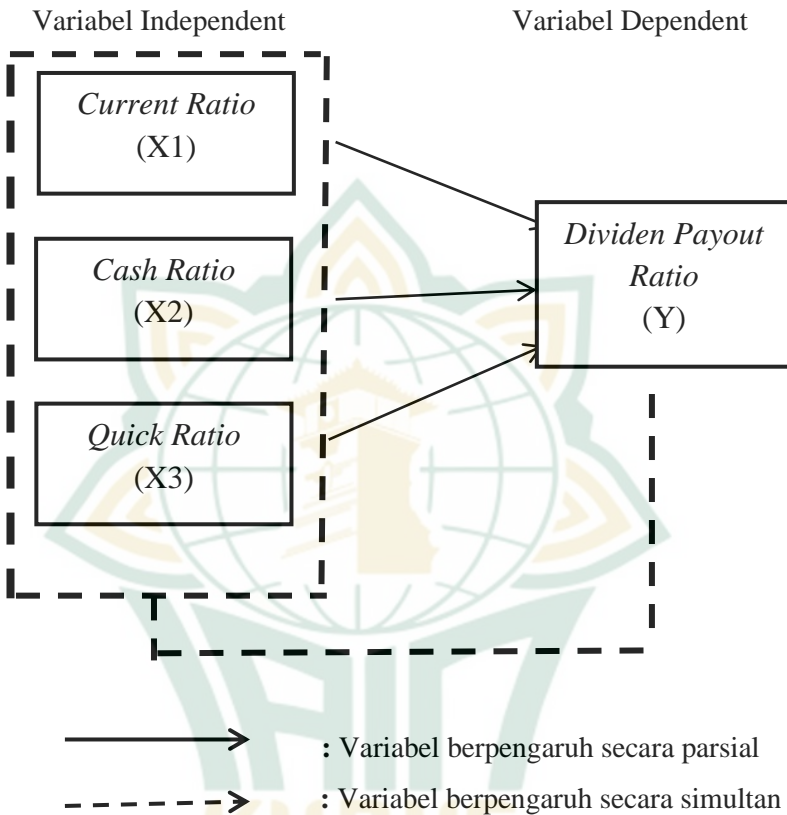 Variabel Independent
Variabel Dependent
Current Ratio
(X1)
Cash Ratio
(X2)
Quick Ratio
(X3)
Dividen Payout
Ratio
(Y)
: Variabel berpengaruh secara parsial
: Variabel berpengaruh secara simultan